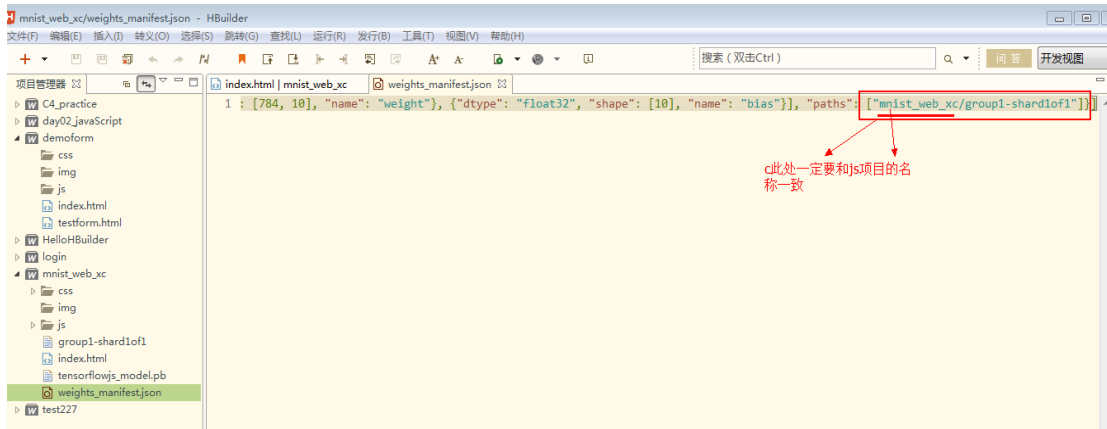 mnist_web_xc/weights_manifest.json - HBuilder
文件(F) 编辑(E) 插入(I) 转义(O) 选择(S) 跳转(G) 查找(L) 运行(R) 发行(B) 工具(T) 视图(V) 帮助(H)
搜索（双击Ctrl）
问 答
开发视图
项目管理器
index.html | mnist_web_xc
weights_manifest.json
1 : [784, 10], "name": "weight"}, {"dtype": "float32", "shape": [10], "name": "bias"}], "paths": ["mnist_web_xc/group1-shard1of1"]}]
c此处一定要和js项目的名
称一致
C4_practice
day02_javaScript
demoform
css
img
js
index.html
testform.html
HelloHBuilder
login
mnist_web_xc
css
img
js
group1-shard1of1
index.html
tensorflowjs_model.pb
weights_manifest.json
test227